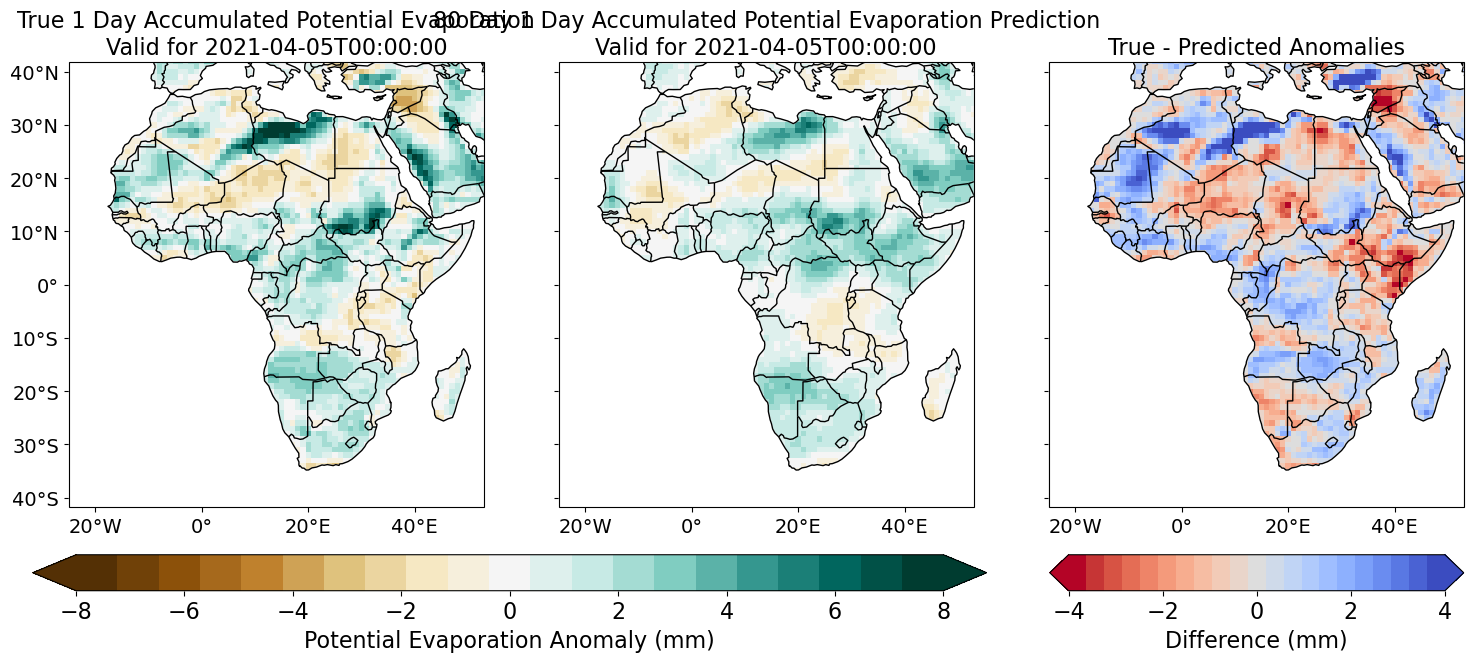 True 1 Day Accumulated Potential Evaporation
Valid for 2021-04-05T00:00:00
80 Day 1 Day Accumulated Potential Evaporation Prediction
Valid for 2021-04-05T00:00:00
True - Predicted Anomalies
40°N
30°N
20°N
10°N
0°
10°S
20°S
30°S
40°S
20°W 0° 20°E 40°E
20°W 0° 20°E 40°E
20°W 0° 20°E 40°E
−8 −6 −4 −2 0 2 4 6 8
Potential Evaporation Anomaly (mm)
−4 −2 0 2 4
Difference (mm)